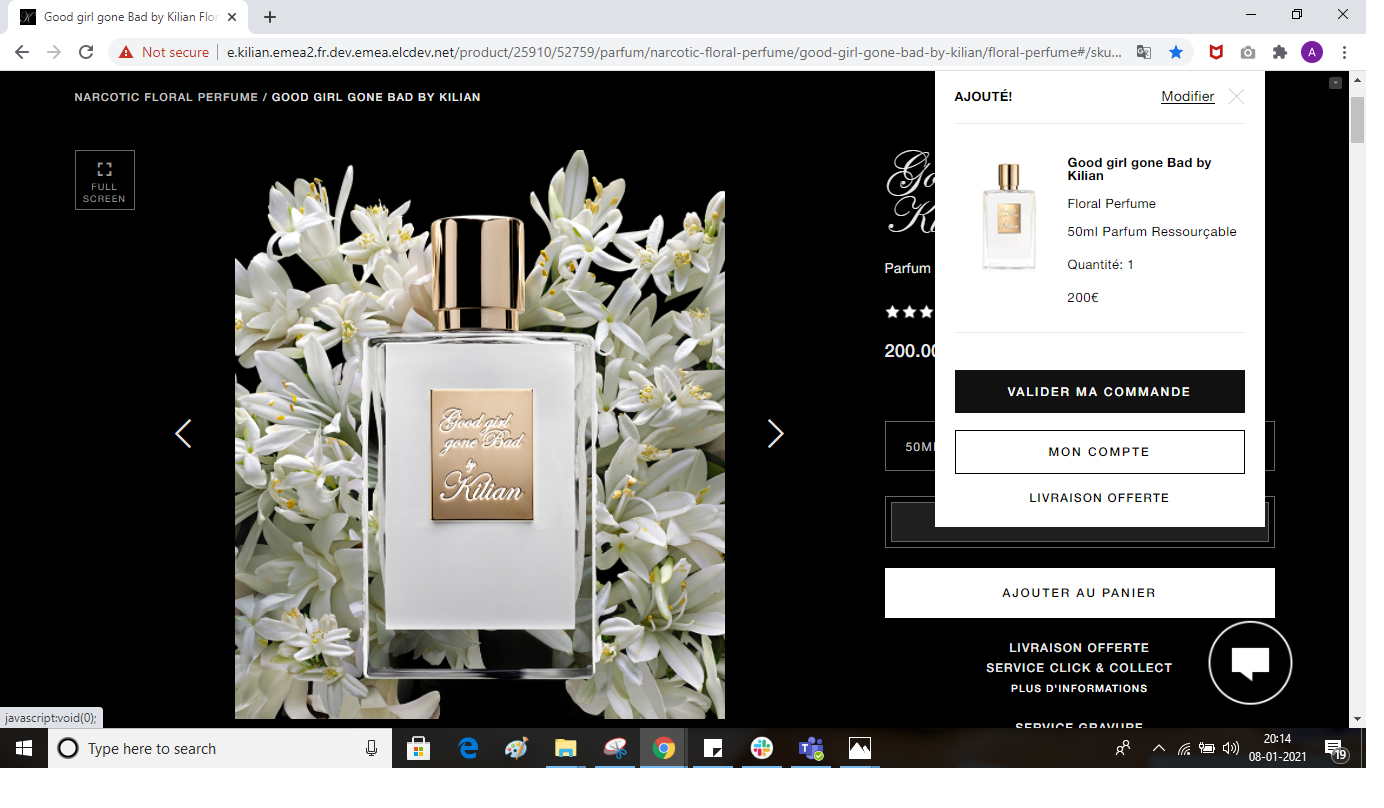 Good girl gone Bad by Kilian Flor
Not secure
e.kilian.emea2.fr.dev.emea.elcdev.net/product/25910/52759/parfum/narcotic-floral-perfume/good-girl-gone-bad-by-kilian/floral-perfume#/sku...
A
NARCOTIC FLORAL PERFUME / GOOD GIRL GONE BAD BY KILIAN
FULL
SCREEN
Good girl
gone Bad
by
Kilian
Parfum
200.00
50M
AJOUTÉ!
Modifier
Good girl gone Bad by
Kilian
Floral Perfume
50ml Parfum Ressourçable
Quantité: 1
200€
VALIDER MA COMMANDE
MON COMPTE
LIVRAISON OFFERTE
AJOUTER AU PANIER
LIVRAISON OFFERTE
SERVICE CLICK & COLLECT
PLUS D'INFORMATIONS
SERVICE GRAVURE
javascript:void(0);
Type here to search
20:14
08-01-2021
19